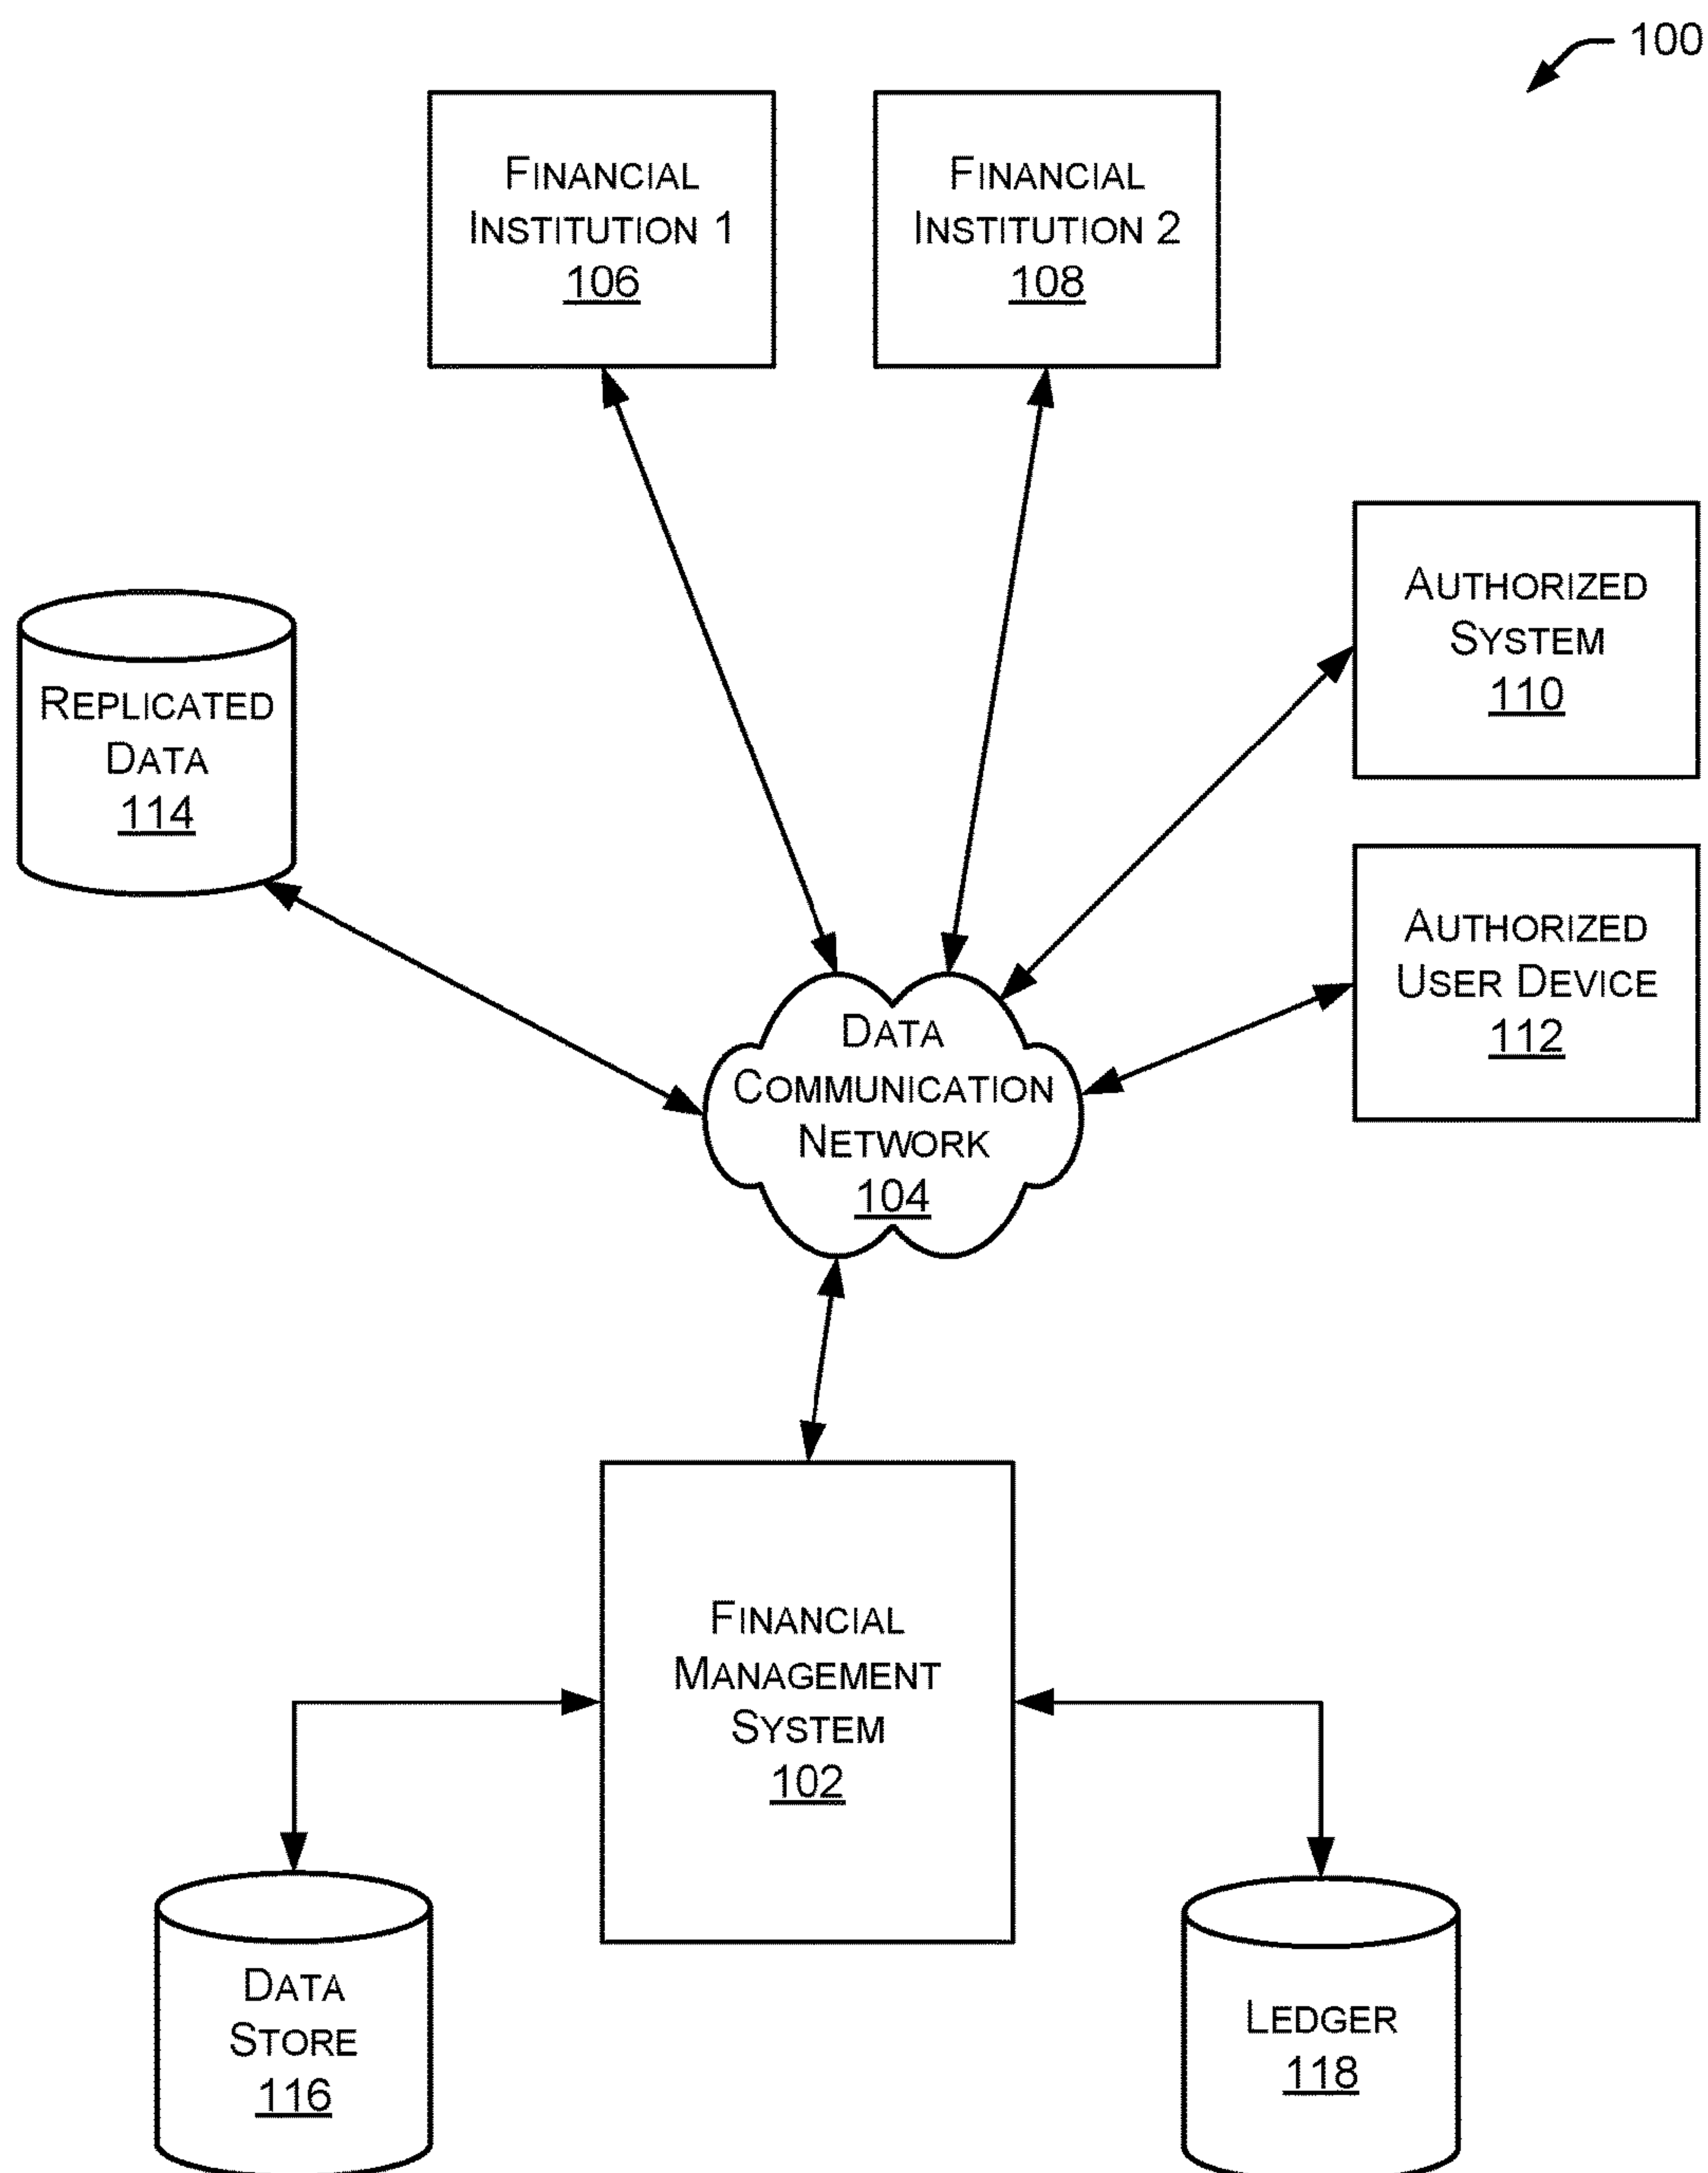 100
FINANCIAL
INSTITUTION 1
106
FINANCIAL
INSTITUTION 2
108
AUTHORIZED
SYSTEM
110
REPLICATED
DATA
114
AUTHORIZED
USER DEVICE
112
DATA
COMMUNICATION
NETWORK
104
FINANCIAL
MANAGEMENT
SYSTEM
102
DATA
STORE
116
LEDGER
118